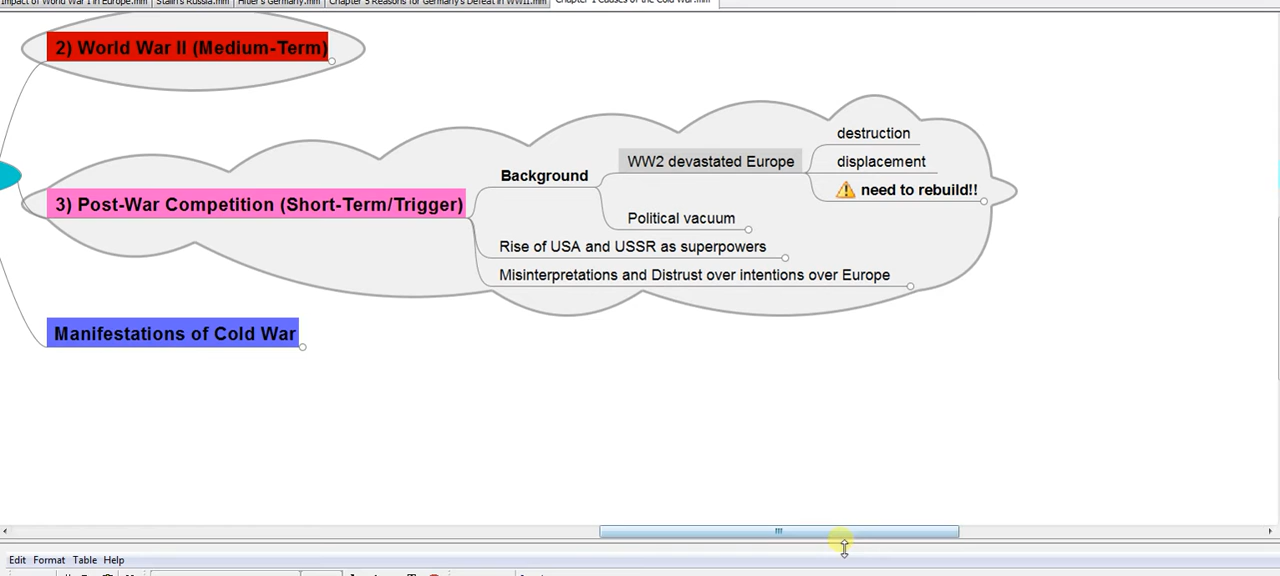 Impact of World War I in Europe.mm
Stalin's Russia.mm
Hitler's Germany.mm
Chapter 5 Reasons for Germany's Defeat in WWII.mm
Chapter 1 Causes of the Cold War.mm
2) World War II (Medium-Term)
destruction
WW2 devastated Europe
displacement
Background
need to rebuild!!
3) Post-War Competition (Short-Term/Trigger)
Political vacuum
Rise of USA and USSR as superpowers
Misinterpretations and Distrust over intentions over Europe
Manifestations of Cold War
Edit Format Table Help